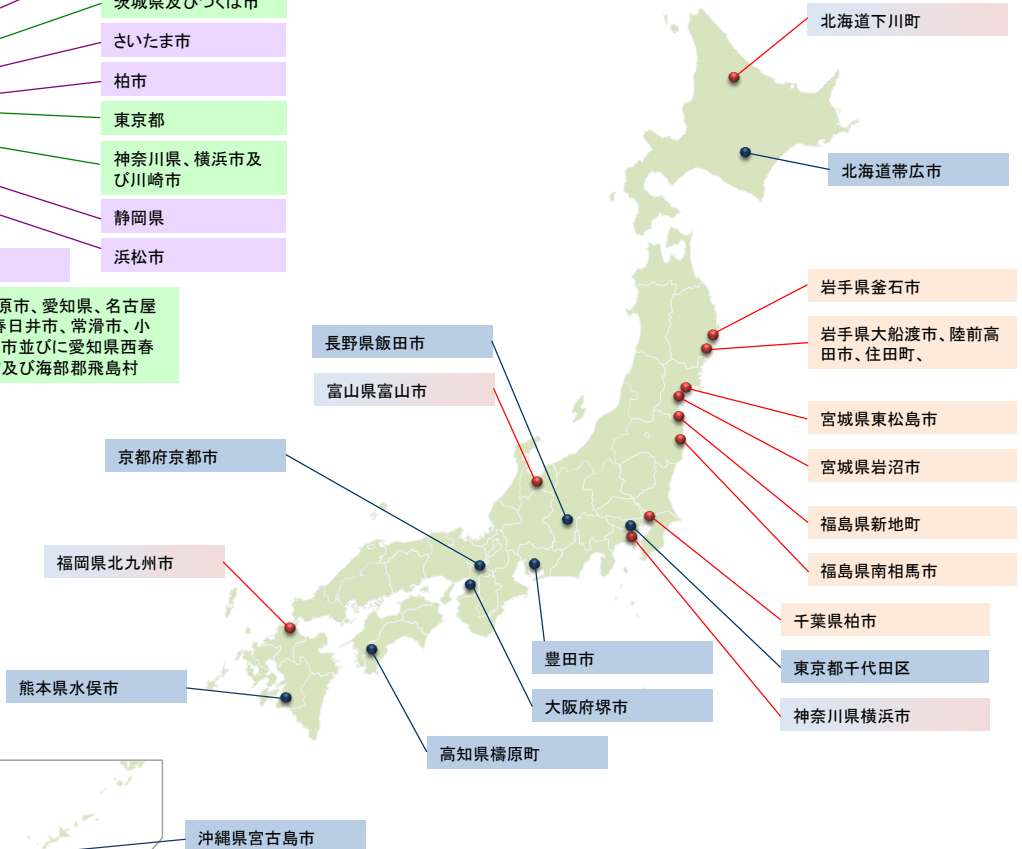 茨城県及びつくば市
さいたま市
柏市
東京都
神奈川県、横浜市及
び川崎市
静岡県
浜松市
原市、愛知県、名古屋
春日井市、常滑市、小
市並びに愛知県西春
及び海部郡飛島村
北海道下川町
北海道帯広市
岩手県釜石市
岩手県大船渡市、陸前高
田市、住田町、
宮城県東松島市
宮城県岩沼市
福島県新地町
福島県南相馬市
千葉県柏市
東京都千代田区
神奈川県横浜市
長野県飯田市
富山県富山市
京都府京都市
福岡県北九州市
熊本県水俣市
豊田市
大阪府堺市
高知県檮原町
沖縄県宮古島市